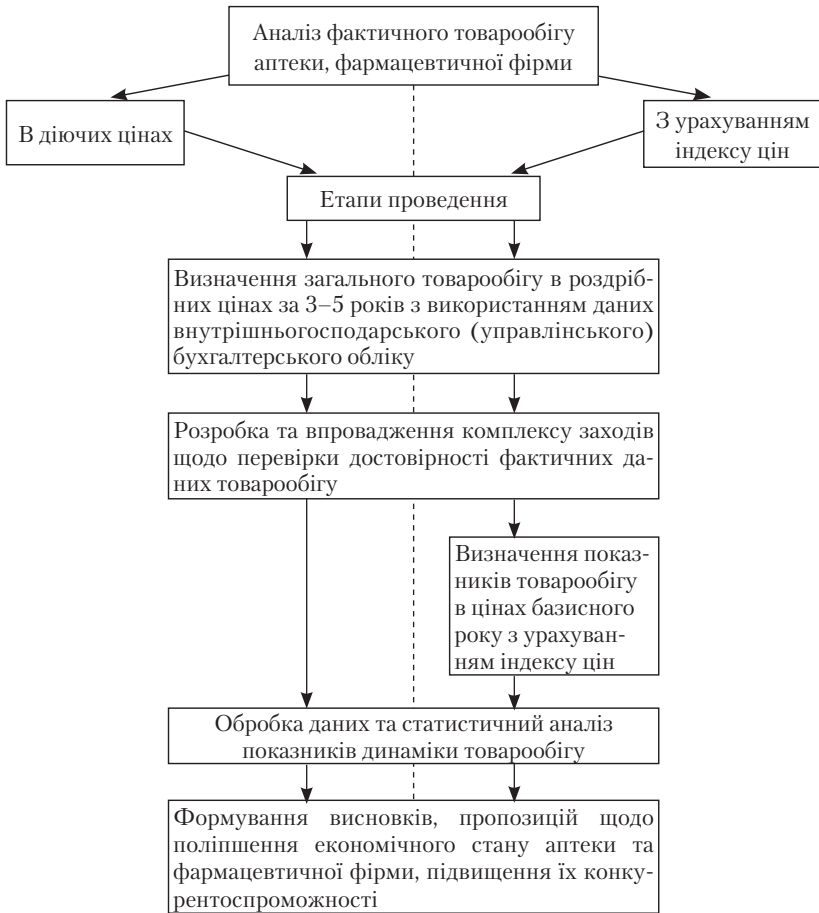 Аналіз фактичного товарообігу
аптеки, фармацевтичної фірми
В діючих цінах
З урахуванням
індексу цін
Етапи проведення
Визначення загального товарообігу в роздріб-
них цінах за 3–5 років з використанням даних
внутрішньогосподарського (управлінського)
бухгалтерського обліку
Розробка та впровадження комплексу заходів
щодо перевірки достовірності фактичних да-
них товарообігу
Визначення показ-
ників товарообігу
в цінах базисного
року з урахуван-
ням індексу цін
Обробка даних та статистичний аналіз
показників динаміки товарообігу
Формування висновків, пропозицій щодо
поліпшення економічного стану аптеки та
фармацевтичної фірми, підвищення їх конку-
рентоспроможності